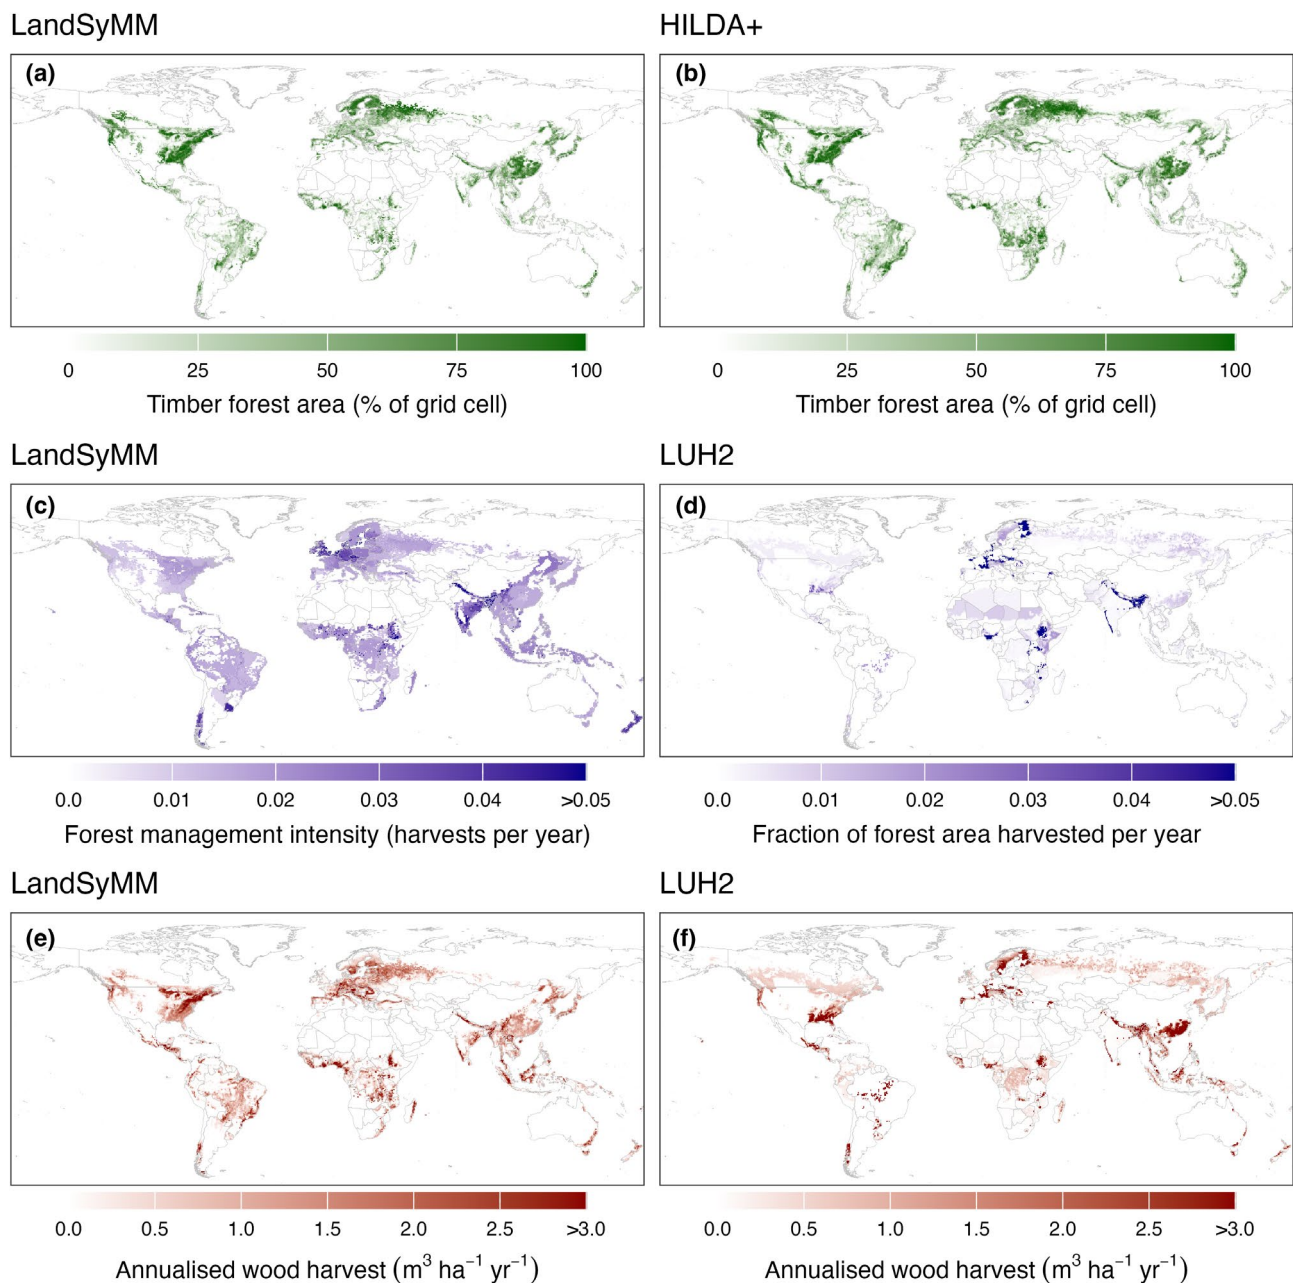 LandSyMM
HILDA+
(a)
(b)
0 25 50 75 100
0 25 50 75 100
Timber forest area (% of grid cell)
Timber forest area (% of grid cell)
LandSyMM
LUH2
(c)
(d)
0.0 0.01 0.02 0.03 0.04 >0.05
0.0 0.01 0.02 0.03 0.04 >0.05
Forest management intensity (harvests per year)
Fraction of forest area harvested per year
LandSyMM
LUH2
(e)
(f)
0.0 0.5 1.0 1.5 2.0 2.5 >3.0
0.0 0.5 1.0 1.5 2.0 2.5 >3.0
Annualised wood harvest (m³ ha⁻¹ yr⁻¹)
Annualised wood harvest (m³ ha⁻¹ yr⁻¹)